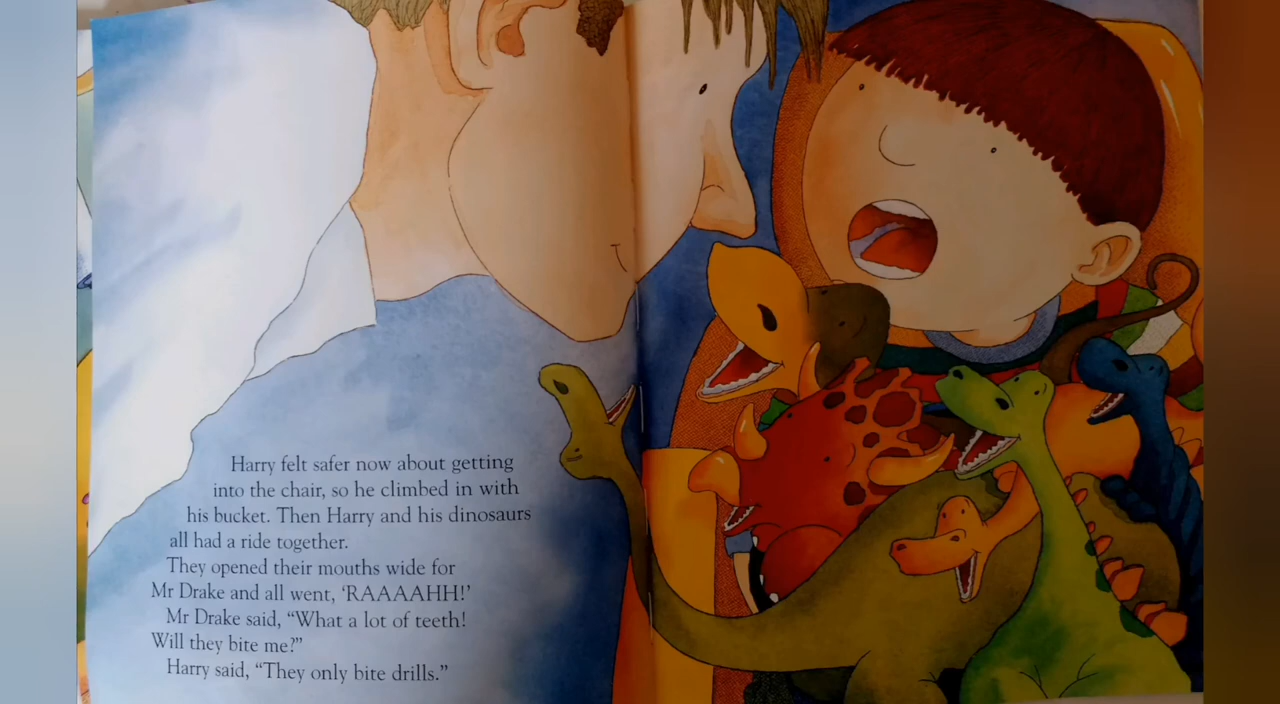 Harry felt safer now about getting
into the chair, so he climbed in with
his bucket. Then Harry and his dinosaurs
all had a ride together.
They opened their mouths wide for
Mr Drake and all went, ‘RAAAAHH!’
Mr Drake said, “What a lot of teeth!
Will they bite me?”
Harry said, “They only bite drills.”